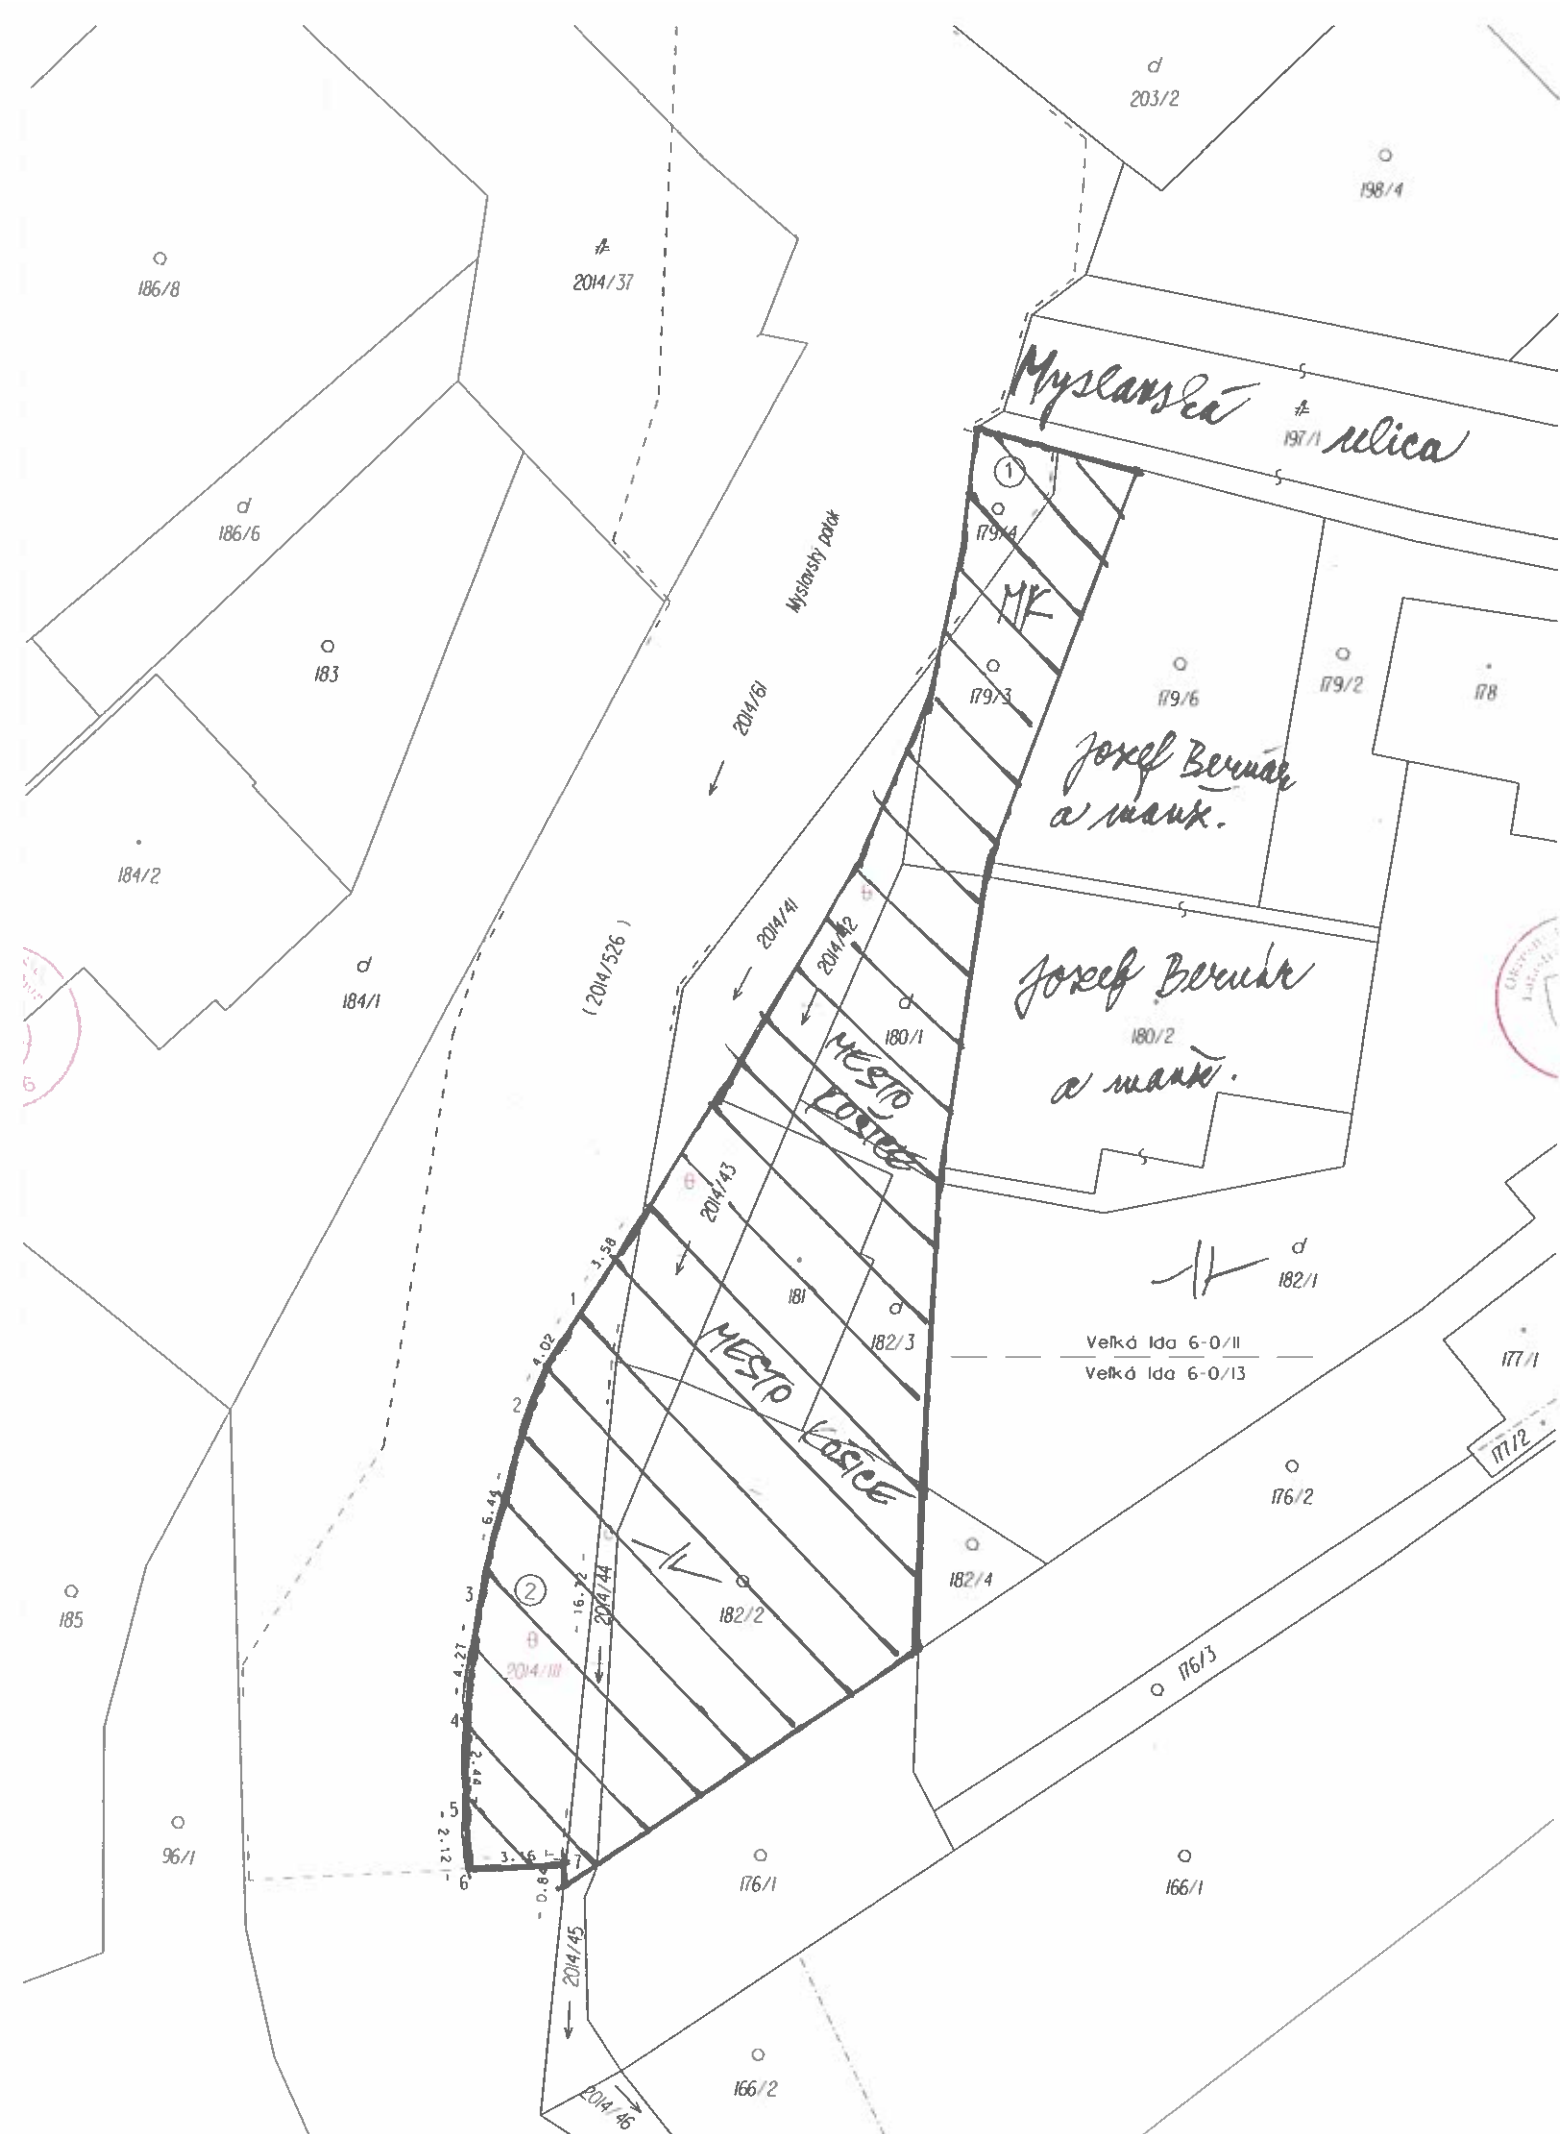 d
203/2
198/4
186/8
2014/37
Myslavská ulica
197/1
1
179/4
d
186/6
Myslavský potok
MK
183
179/3
179/6
179/2
178
2014/61
Jozef Bernár
a manž.
184/2
2014/41
2014/42
(2014/526)
d
184/1
Jozef Bernár
d
180/1
180/2
MESTO
KOŠICE
a manž.
2014/43
- 3.58 -
d
182/1
181
1
d
182/3
Veľká Ida 6-0/11
Veľká Ida 6-0/13
MESTO
KOŠICE
4.02
177/1
2
177/2
176/2
- 6.44 -
182/4
2
- 16.72 -
2014/44
3
182/2
185
2014/111
- 4.27 -
176/3
4
2.44
5
- 2.12 -
96/1
7
6
- 0.84
176/1
166/1
2014/45
166/2
2014/46